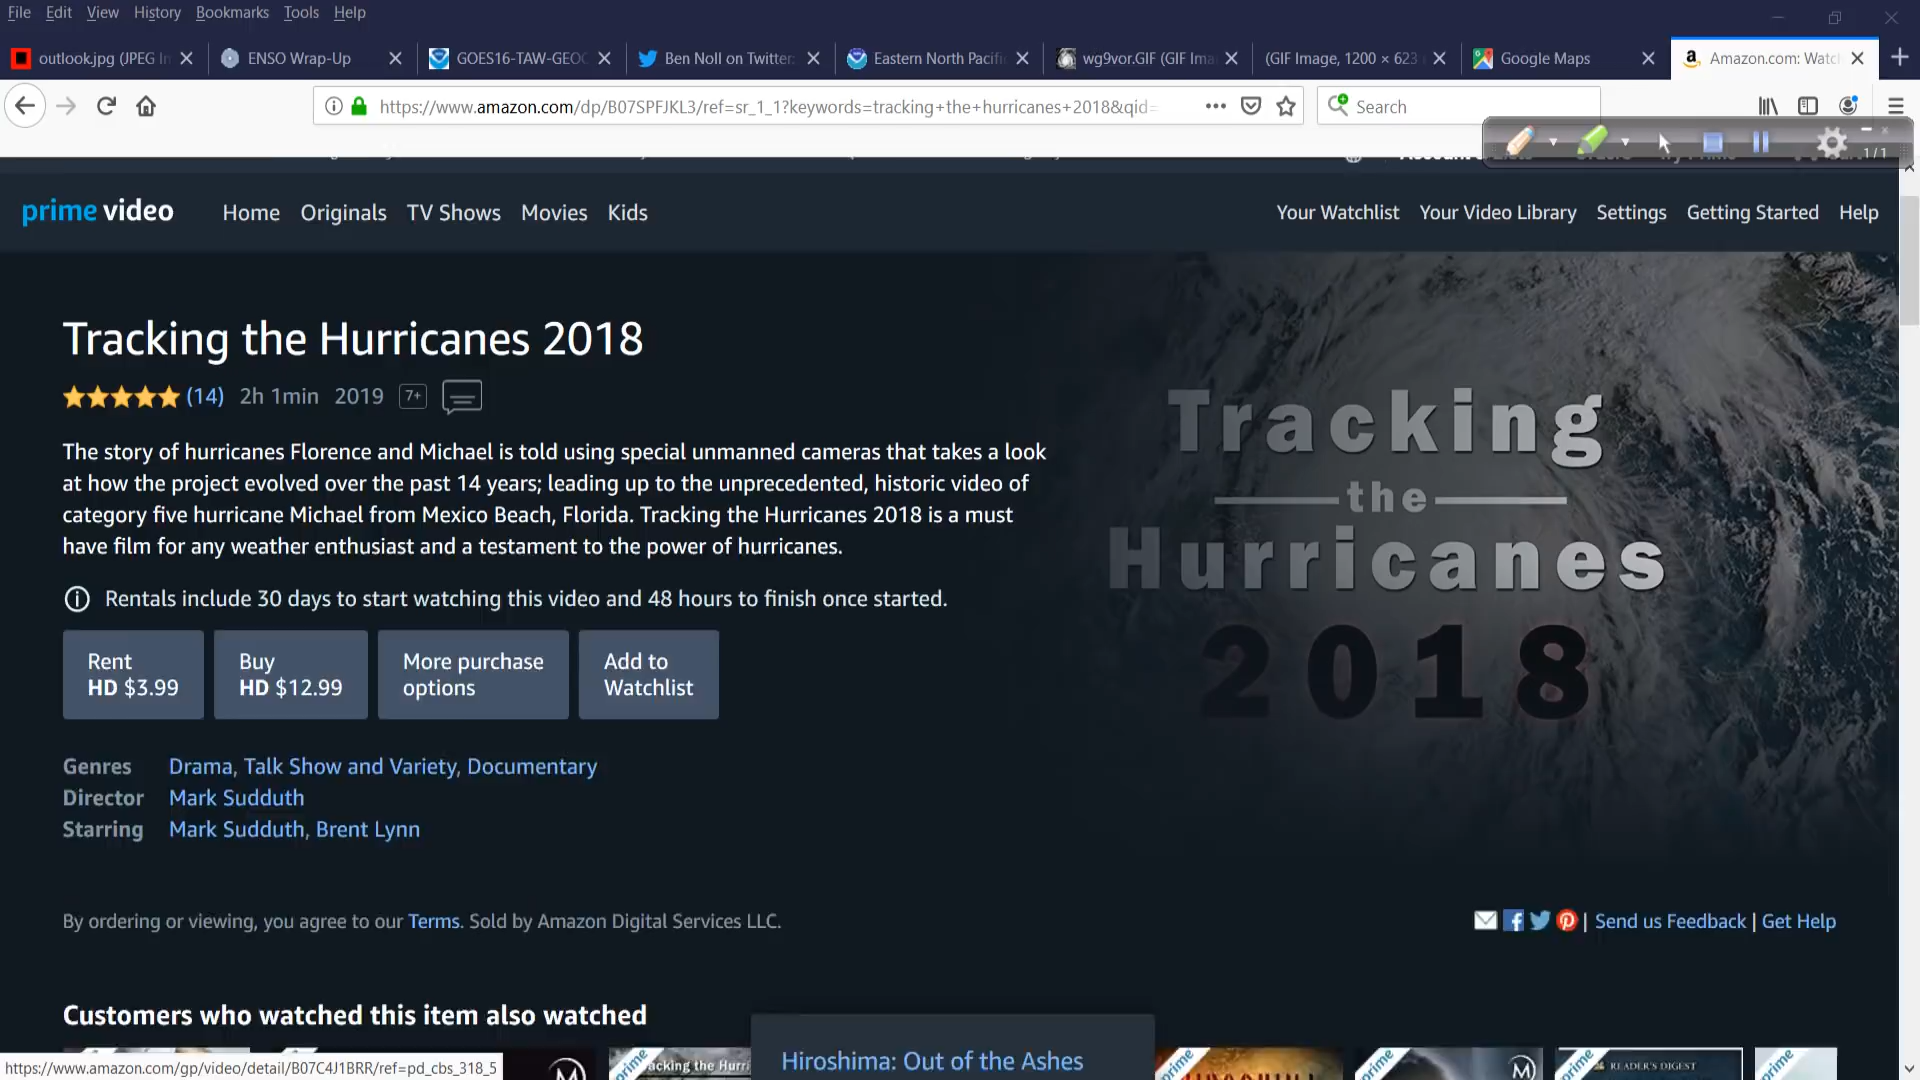 File Edit View History Bookmarks Tools Help
outlook.jpg (JPEG Im ENSO Wrap-Up GOES16-TAW-GEOC Ben Noll on Twitter: Eastern North Pacific wg9vor.GIF (GIF Ima (GIF Image, 1200 × 623 Google Maps Amazon.com: Watch
https://www.amazon.com/dp/B07SPFJKL3/ref=sr_1_1?keywords=tracking+the+hurricanes+2018&qid= Search
1/1
prime video Home Originals TV Shows Movies Kids Your Watchlist Your Video Library Settings Getting Started Help
Tracking the Hurricanes 2018
(14) 2h 1min 2019 7+
The story of hurricanes Florence and Michael is told using special unmanned cameras that takes a look
at how the project evolved over the past 14 years; leading up to the unprecedented, historic video of
category five hurricane Michael from Mexico Beach, Florida. Tracking the Hurricanes 2018 is a must
have film for any weather enthusiast and a testament to the power of hurricanes.
Rentals include 30 days to start watching this video and 48 hours to finish once started.
Rent
HD $3.99
Buy
HD $12.99
More purchase
options
Add to
Watchlist
Tracking
the
Hurricanes
2018
Genres Drama, Talk Show and Variety, Documentary
Director Mark Sudduth
Starring Mark Sudduth, Brent Lynn
By ordering or viewing, you agree to our Terms. Sold by Amazon Digital Services LLC.
| Send us Feedback | Get Help
Customers who watched this item also watched
Hiroshima: Out of the Ashes
prime
acking the Hurri
prime
prime
prime
READER'S DIGEST
prime
https://www.amazon.com/gp/video/detail/B07C4J1BRR/ref=pd_cbs_318_5